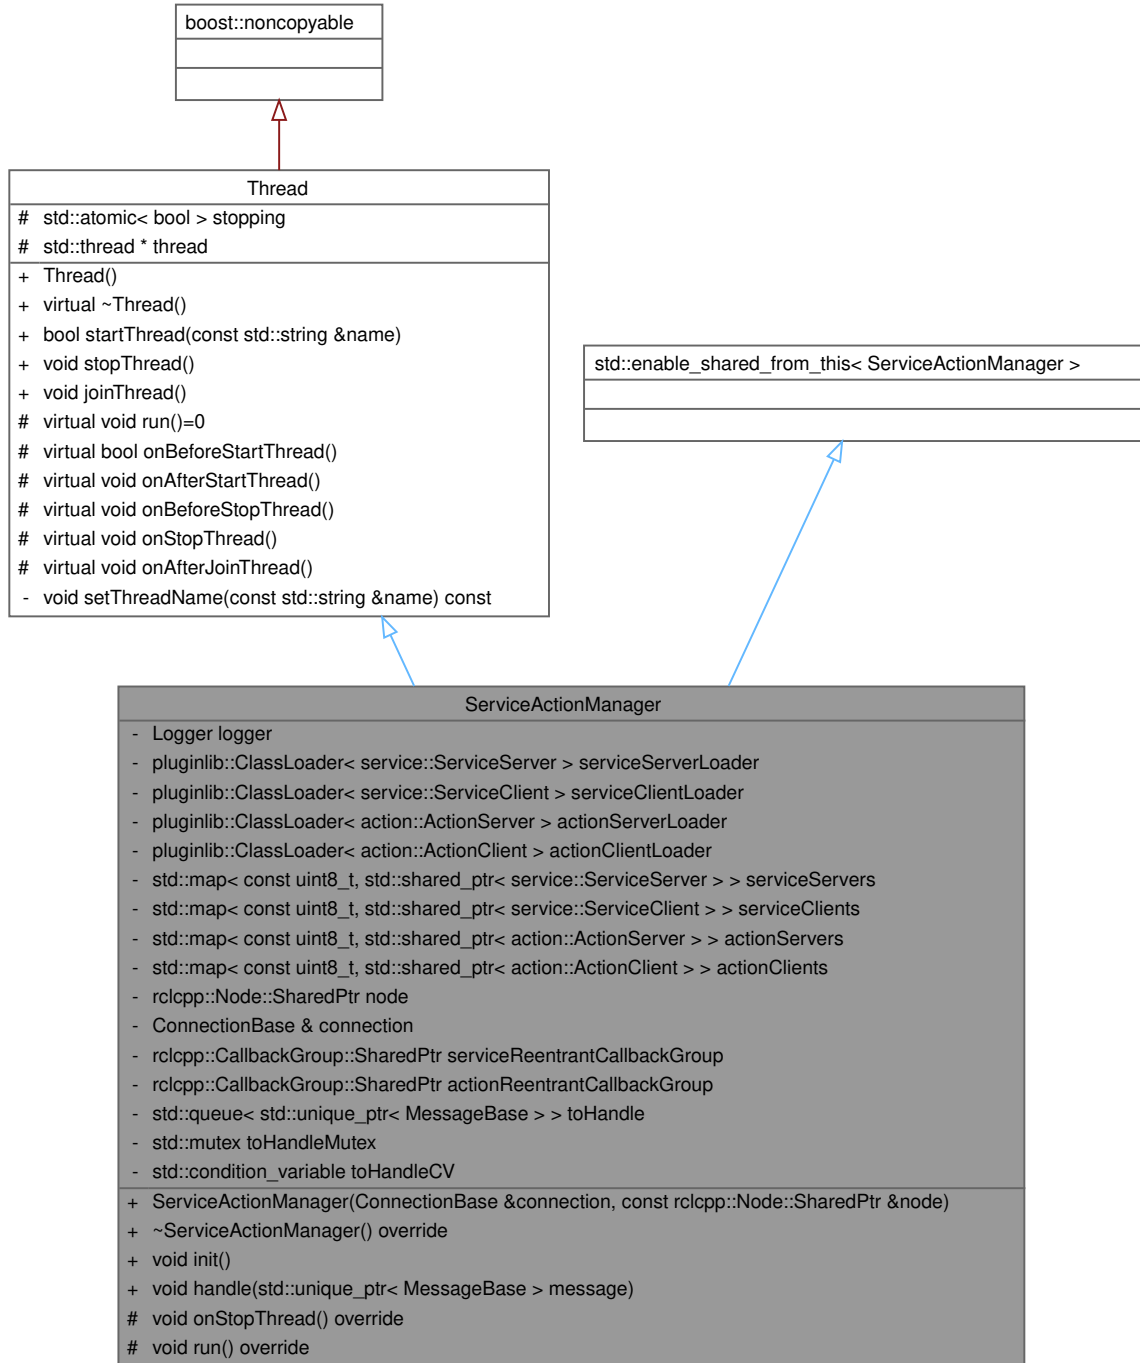 boost::noncopyable
Thread
# std::atomic< bool > stopping
# std::thread * thread
+ Thread()
+ virtual ~Thread()
+ bool startThread(const std::string &name)
+ void stopThread()
+ void joinThread()
# virtual void run()=0
# virtual bool onBeforeStartThread()
# virtual void onAfterStartThread()
# virtual void onBeforeStopThread()
# virtual void onStopThread()
# virtual void onAfterJoinThread()
- void setThreadName(const std::string &name) const
std::enable_shared_from_this< ServiceActionManager >
ServiceActionManager
- Logger logger
- pluginlib::ClassLoader< service::ServiceServer > serviceServerLoader
- pluginlib::ClassLoader< service::ServiceClient > serviceClientLoader
- pluginlib::ClassLoader< action::ActionServer > actionServerLoader
- pluginlib::ClassLoader< action::ActionClient > actionClientLoader
- std::map< const uint8_t, std::shared_ptr< service::ServiceServer > > serviceServers
- std::map< const uint8_t, std::shared_ptr< service::ServiceClient > > serviceClients
- std::map< const uint8_t, std::shared_ptr< action::ActionServer > > actionServers
- std::map< const uint8_t, std::shared_ptr< action::ActionClient > > actionClients
- rclcpp::Node::SharedPtr node
- ConnectionBase & connection
- rclcpp::CallbackGroup::SharedPtr serviceReentrantCallbackGroup
- rclcpp::CallbackGroup::SharedPtr actionReentrantCallbackGroup
- std::queue< std::unique_ptr< MessageBase > > toHandle
- std::mutex toHandleMutex
- std::condition_variable toHandleCV
+ ServiceActionManager(ConnectionBase &connection, const rclcpp::Node::SharedPtr &node)
+ ~ServiceActionManager() override
+ void init()
+ void handle(std::unique_ptr< MessageBase > message)
# void onStopThread() override
# void run() override